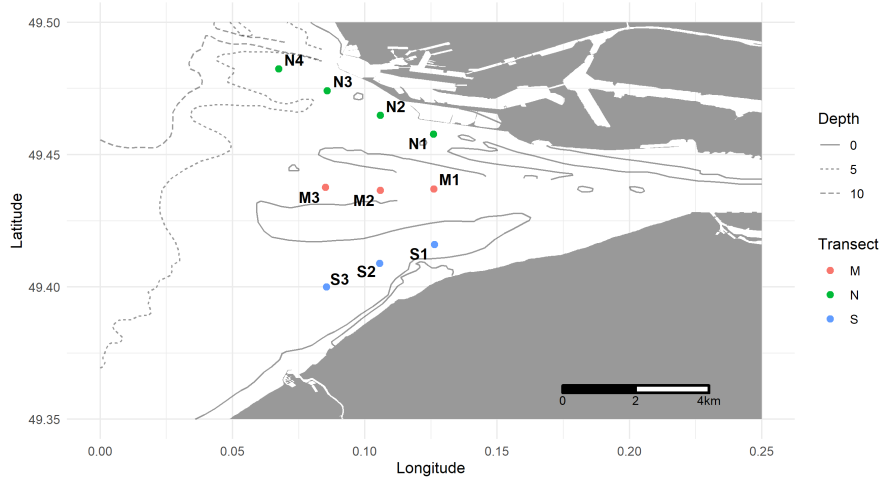 49.50
49.45
49.40
49.35
Latitude
N4
N3
N2
N1
M3
M2
M1
S3
S2
S1
0
2
4km
0.00
0.05
0.10
0.15
0.20
0.25
Longitude
Depth
0
5
10
Transect
M
N
S